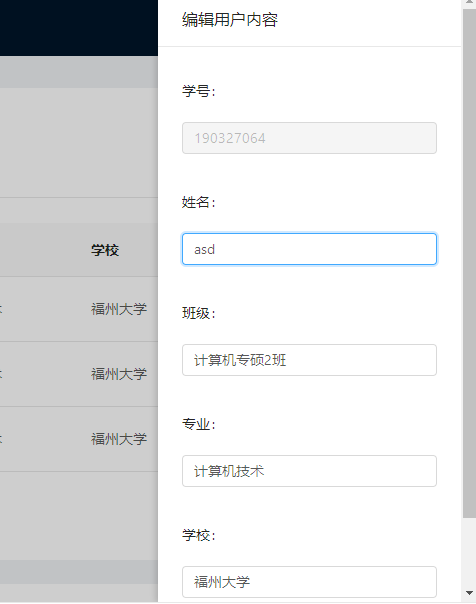 编辑用户内容
学号:
190327064
姓名:
asd
班级:
计算机专硕2班
专业:
计算机技术
学校:
福州大学
学校
福州大学
福州大学
福州大学